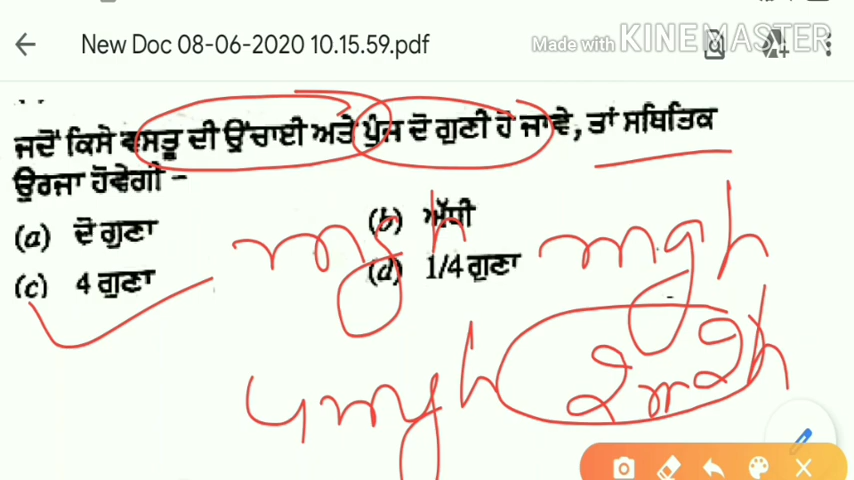 New Doc 08-06-2020 10.15.59.pdf
Made with KINEMASTER
ਜਦੋਂ ਕਿਸੇ ਵਸਤੂ ਦੀ ਉੱਚਾਈ ਅਤੇ ਪੁੰਜ ਦੋ ਗੁਣੀ ਹੋ ਜਾਵੇ, ਤਾਂ ਸਥਿਤਿਕ
ਉਰਜਾ ਹੋਵੇਗੀ –
(a) ਦੋ ਗੁਣਾ
(b) ਅੱਧੀ
(c) 4 ਗੁਣਾ
(d) 1/4 ਗੁਣਾ
mgh mgh
4mgh 2m2h